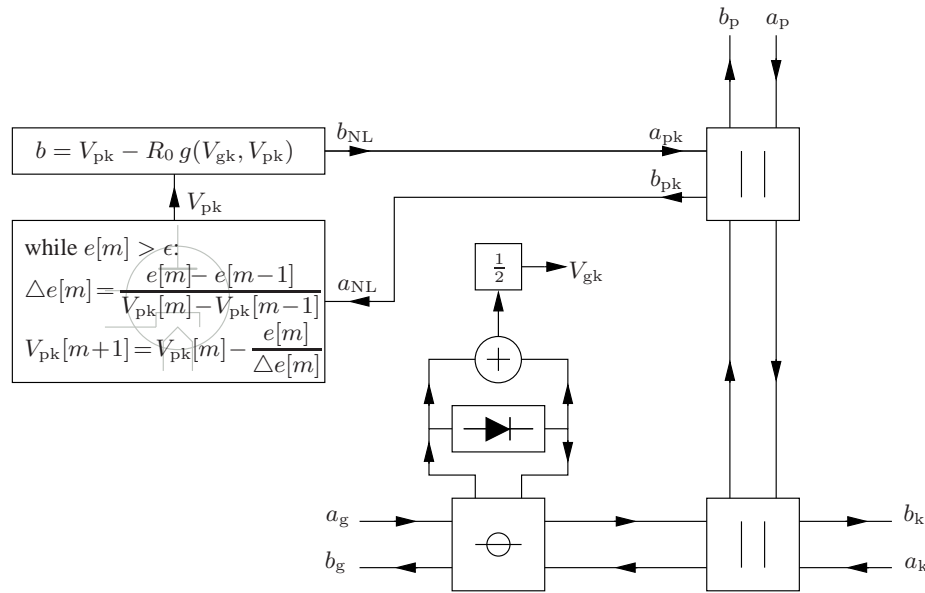 b_p a_p
b = V_pk − R_0 g(V_gk, V_pk)
b_NL
a_pk
b_pk
V_pk
while e[m] > ϵ:
△e[m] = (e[m] − e[m−1]) / (V_pk[m] − V_pk[m−1])
V_pk[m+1] = V_pk[m] − e[m] / △e[m]
a_NL
1/2
V_gk
+
a_g
b_k
b_g
a_k